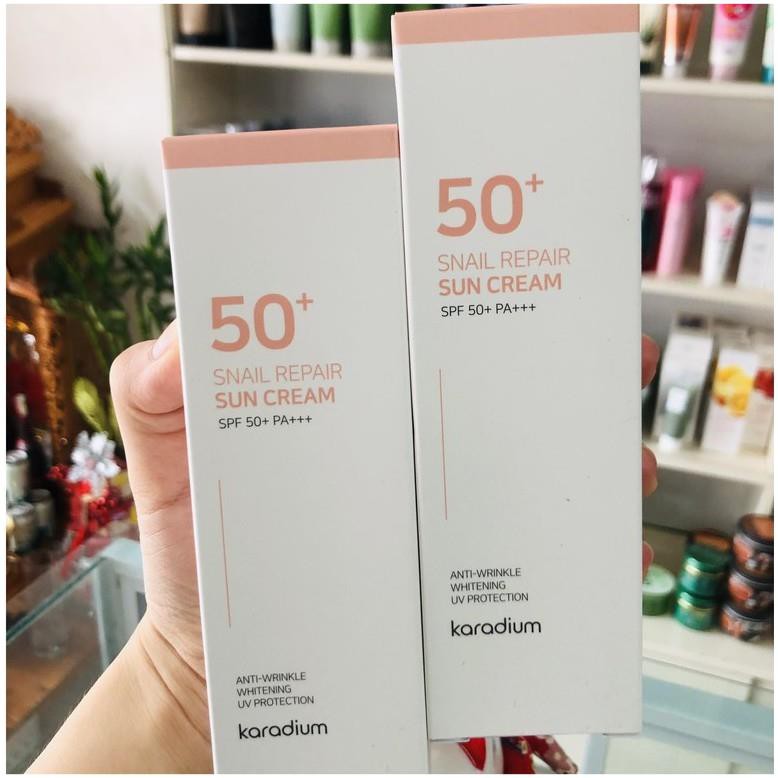 50+
SNAIL REPAIR
SUN CREAM
SPF 50+ PA+++
ANTI-WRINKLE
WHITENING
UV PROTECTION
karadium
50+
SNAIL REPAIR
SUN CREAM
SPF 50+ PA+++
ANTI-WRINKLE
WHITENING
UV PROTECTION
karadium